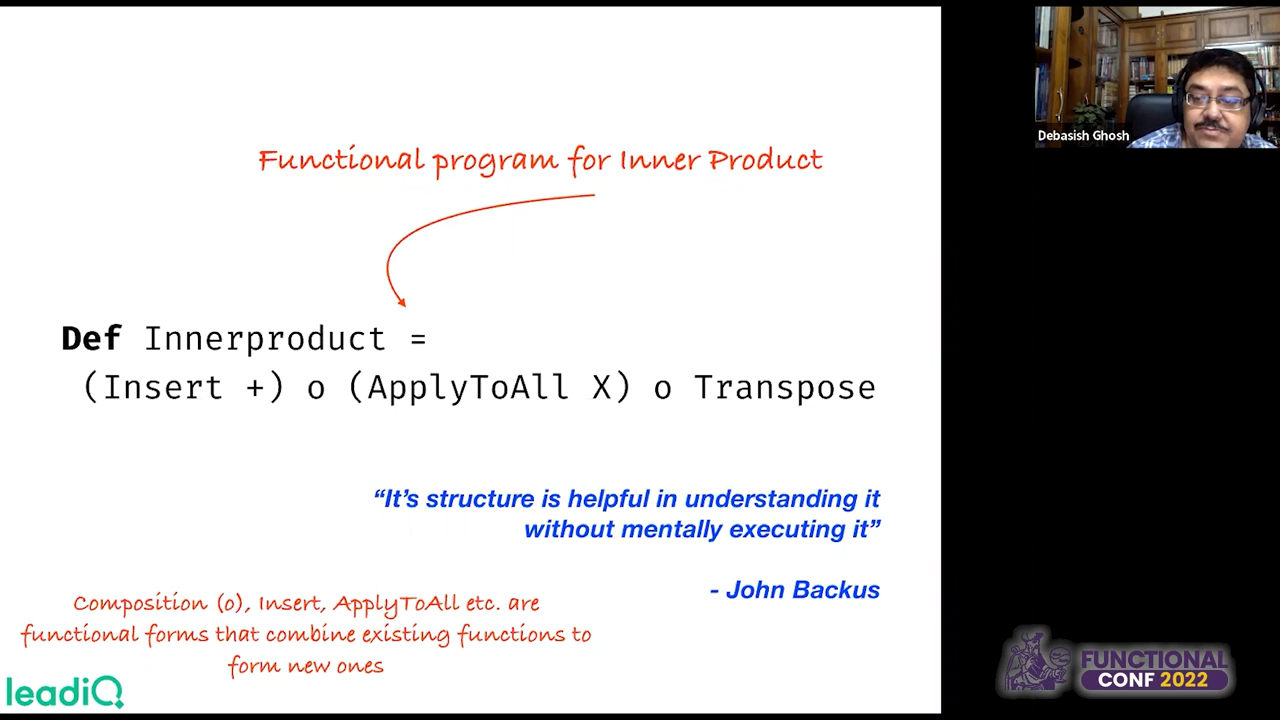 Functional program for Inner Product
Def Innerproduct =
(Insert +) o (ApplyToAll X) o Transpose
“It’s structure is helpful in understanding it
without mentally executing it”
- John Backus
Composition (o), Insert, ApplyToAll etc. are
functional forms that combine existing functions to
form new ones
leadiQ
Debasish Ghosh
FUNCTIONAL
CONF 2022